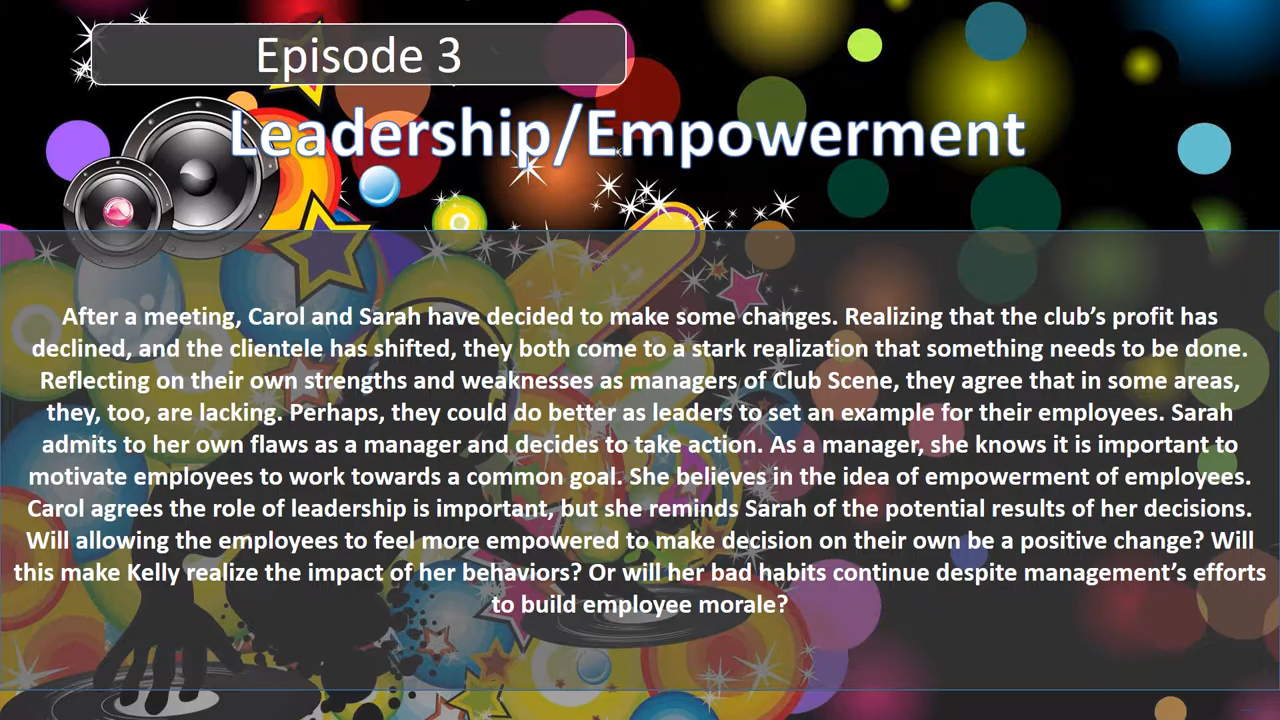 Episode 3
Leadership/Empowerment
After a meeting, Carol and Sarah have decided to make some changes. Realizing that the club’s profit has
declined, and the clientele has shifted, they both come to a stark realization that something needs to be done.
Reflecting on their own strengths and weaknesses as managers of Club Scene, they agree that in some areas,
they, too, are lacking. Perhaps, they could do better as leaders to set an example for their employees. Sarah
admits to her own flaws as a manager and decides to take action. As a manager, she knows it is important to
motivate employees to work towards a common goal. She believes in the idea of empowerment of employees.
Carol agrees the role of leadership is important, but she reminds Sarah of the potential results of her decisions.
Will allowing the employees to feel more empowered to make decision on their own be a positive change? Will
this make Kelly realize the impact of her behaviors? Or will her bad habits continue despite management’s efforts
to build employee morale?